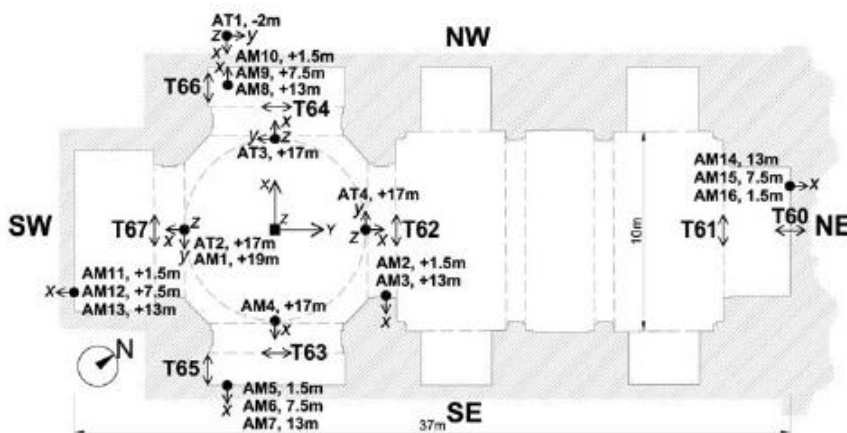 AT1, -2m
z y
x
AM10, +1.5m
x
AM9, +7.5m
AM8, +13m
NW
T66
T64
x
y z
AT3, +17m
AM14, 13m
AM15, 7.5m
AM16, 1.5m
x
SW
T67
z
x
y
AT2, +17m
AM1, +19m
X
Z
Y
AT4, +17m
y
z
x
T62
10m
T61
T60
NE
AM2, +1.5m
AM3, +13m
x
x
AM11, +1.5m
AM12, +7.5m
AM13, +13m
AM4, +17m
x
N
T65
T63
AM5, 1.5m
x
AM6, 7.5m
AM7, 13m
SE
37m